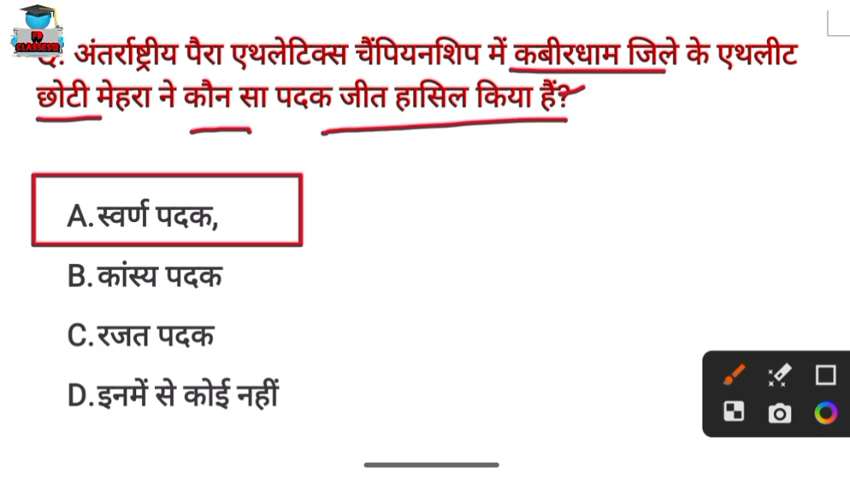 Q. अंतर्राष्ट्रीय पैरा एथलेटिक्स चैंपियनशिप में कबीरधाम जिले के एथलीट
छोटी मेहरा ने कौन सा पदक जीत हासिल किया हैं?
A.स्वर्ण पदक,
B.कांस्य पदक
C.रजत पदक
D.इनमें से कोई नहीं